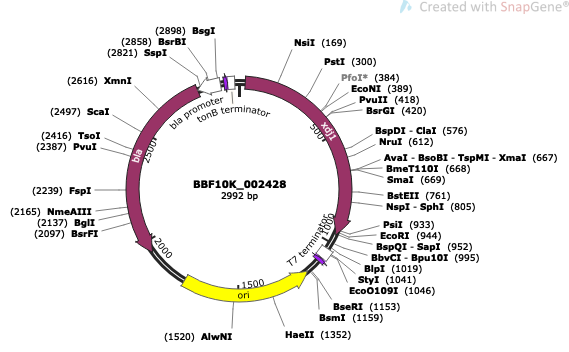 Created with SnapGene®
(2898) BsgI
(2858) BsrBI
(2821) SspI
(2616) XmnI
(2497) ScaI
(2416) TsoI
(2387) PvuI
(2239) FspI
(2165) NmeAIII
(2137) BglI
(2097) BsrFI
(1520) AlwNI
NsiI (169)
PstI (300)
PfoI* (384)
EcoNI (389)
PvuII (418)
BsrGI (420)
BspDI - ClaI (576)
NruI (612)
AvaI - BsoBI - TspMI - XmaI (667)
BmeT110I (668)
SmaI (669)
BstEII (761)
NspI - SphI (805)
PsiI (933)
EcoRI (944)
BspQI - SapI (952)
BbvCI - Bpu10I (995)
BlpI (1019)
StyI (1041)
EcoO109I (1046)
BseRI (1153)
BsmI (1159)
HaeII (1352)
bla promoter
tonB terminator
xdj1
bla
T7 terminator
ori
500
1000
1500
2000
2500
BBF10K_002428
2992 bp